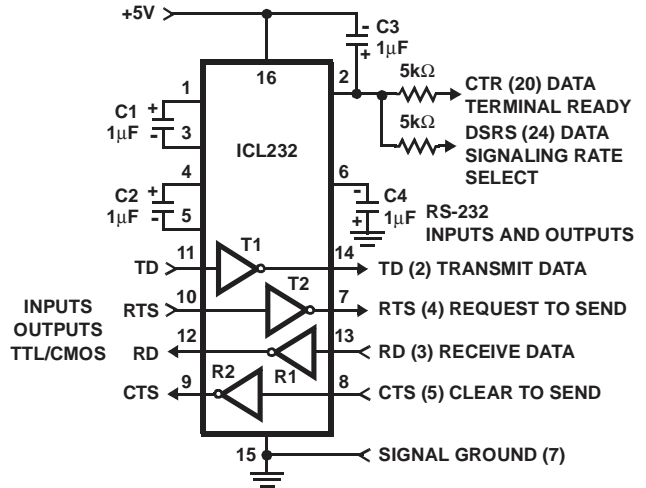 +5V
- C3
1μF
+
16
2
5kΩ
CTR (20) DATA
TERMINAL READY
5kΩ
DSRS (24) DATA
SIGNALING RATE
SELECT
1
C1 +
1μF -
3
ICL232
4
C2 +
1μF -
5
6
- C4
+ 1μF
RS-232
INPUTS AND OUTPUTS
T1
TD 11
14 TD (2) TRANSMIT DATA
T2
INPUTS
OUTPUTS
TTL/CMOS
RTS 10
7 RTS (4) REQUEST TO SEND
RD 12
R1
13 RD (3) RECEIVE DATA
CTS 9
R2
8 CTS (5) CLEAR TO SEND
15
SIGNAL GROUND (7)